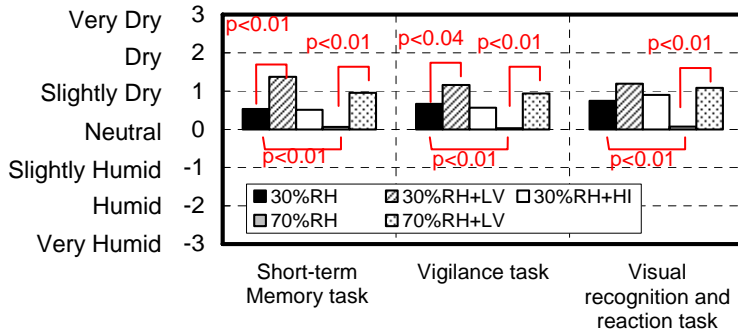 Very Dry 3
p<0.01
Dry 2
p<0.01 p<0.04 p<0.01 p<0.01
Slightly Dry 1
Neutral 0
p<0.01 p<0.01 p<0.01
Slightly Humid -1
30%RH 30%RH+LV 30%RH+HI
Humid -2
70%RH 70%RH+LV
Very Humid -3
Short-term Memory task
Vigilance task
Visual recognition and reaction task